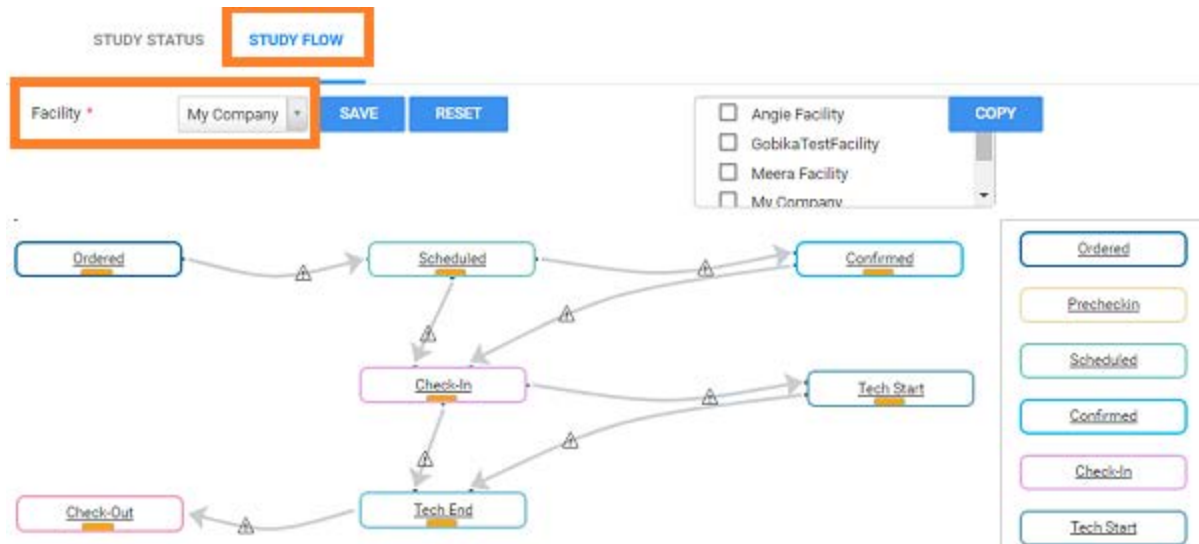 STUDY STATUS STUDY FLOW
Facility * My Company SAVE RESET
Angie Facility COPY
GobikaTestFacility
Meera Facility
My Company
Ordered Scheduled Confirmed Ordered
Precheckin
Scheduled
Check-In Tech Start
Confirmed
Check-In
Check-Out Tech End
Tech Start